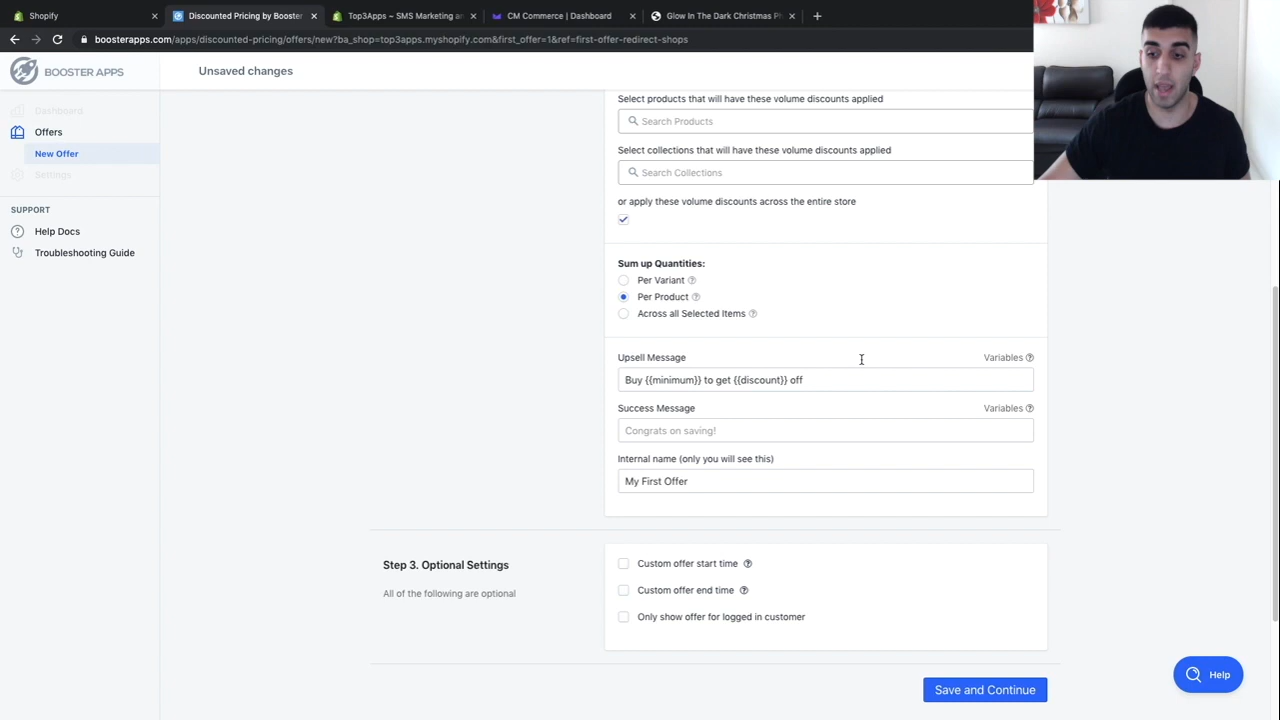 Shopify
Discounted Pricing by Booster
Top3Apps ~ SMS Marketing an
CM Commerce | Dashboard
Glow In The Dark Christmas P
boosterapps.com/apps/discounted-pricing/offers/new?ba_shop=top3apps.myshopify.com&first_offer=1&ref=first-offer-redirect-shops
BOOSTER APPS
Unsaved changes
Dashboard
Offers
New Offer
Settings
SUPPORT
Help Docs
Troubleshooting Guide
Select products that will have these volume discounts applied
Search Products
Select collections that will have these volume discounts applied
Search Collections
or apply these volume discounts across the entire store
Sum up Quantities:
Per Variant
Per Product
Across all Selected Items
Upsell Message Variables
Buy {{minimum}} to get {{discount}} off
Success Message Variables
Congrats on saving!
Internal name (only you will see this)
My First Offer
Step 3. Optional Settings
All of the following are optional
Custom offer start time
Custom offer end time
Only show offer for logged in customer
Save and Continue
Help